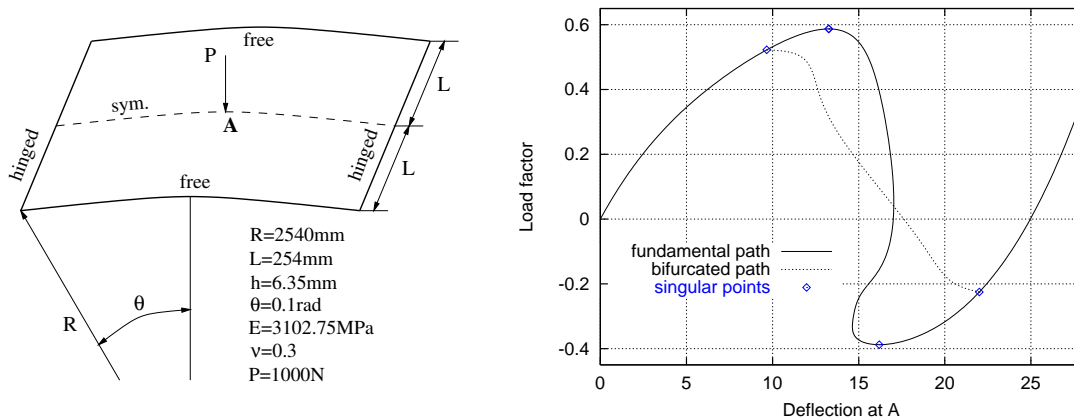 free
P
L
sym.
A
hinged
hinged
L
free
R=2540mm
L=254mm
h=6.35mm
θ=0.1rad
E=3102.75MPa
ν=0.3
P=1000N
θ
R
0.6
0.4
0.2
0
-0.2
-0.4
Load factor
fundamental path
bifurcated path
singular points
0 5 10 15 20 25
Deflection at A